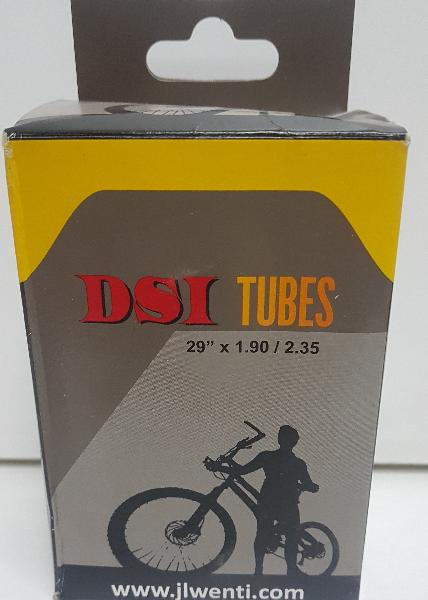 DSI TUBES
29” x 1.90 / 2.35
www.jlwenti.com